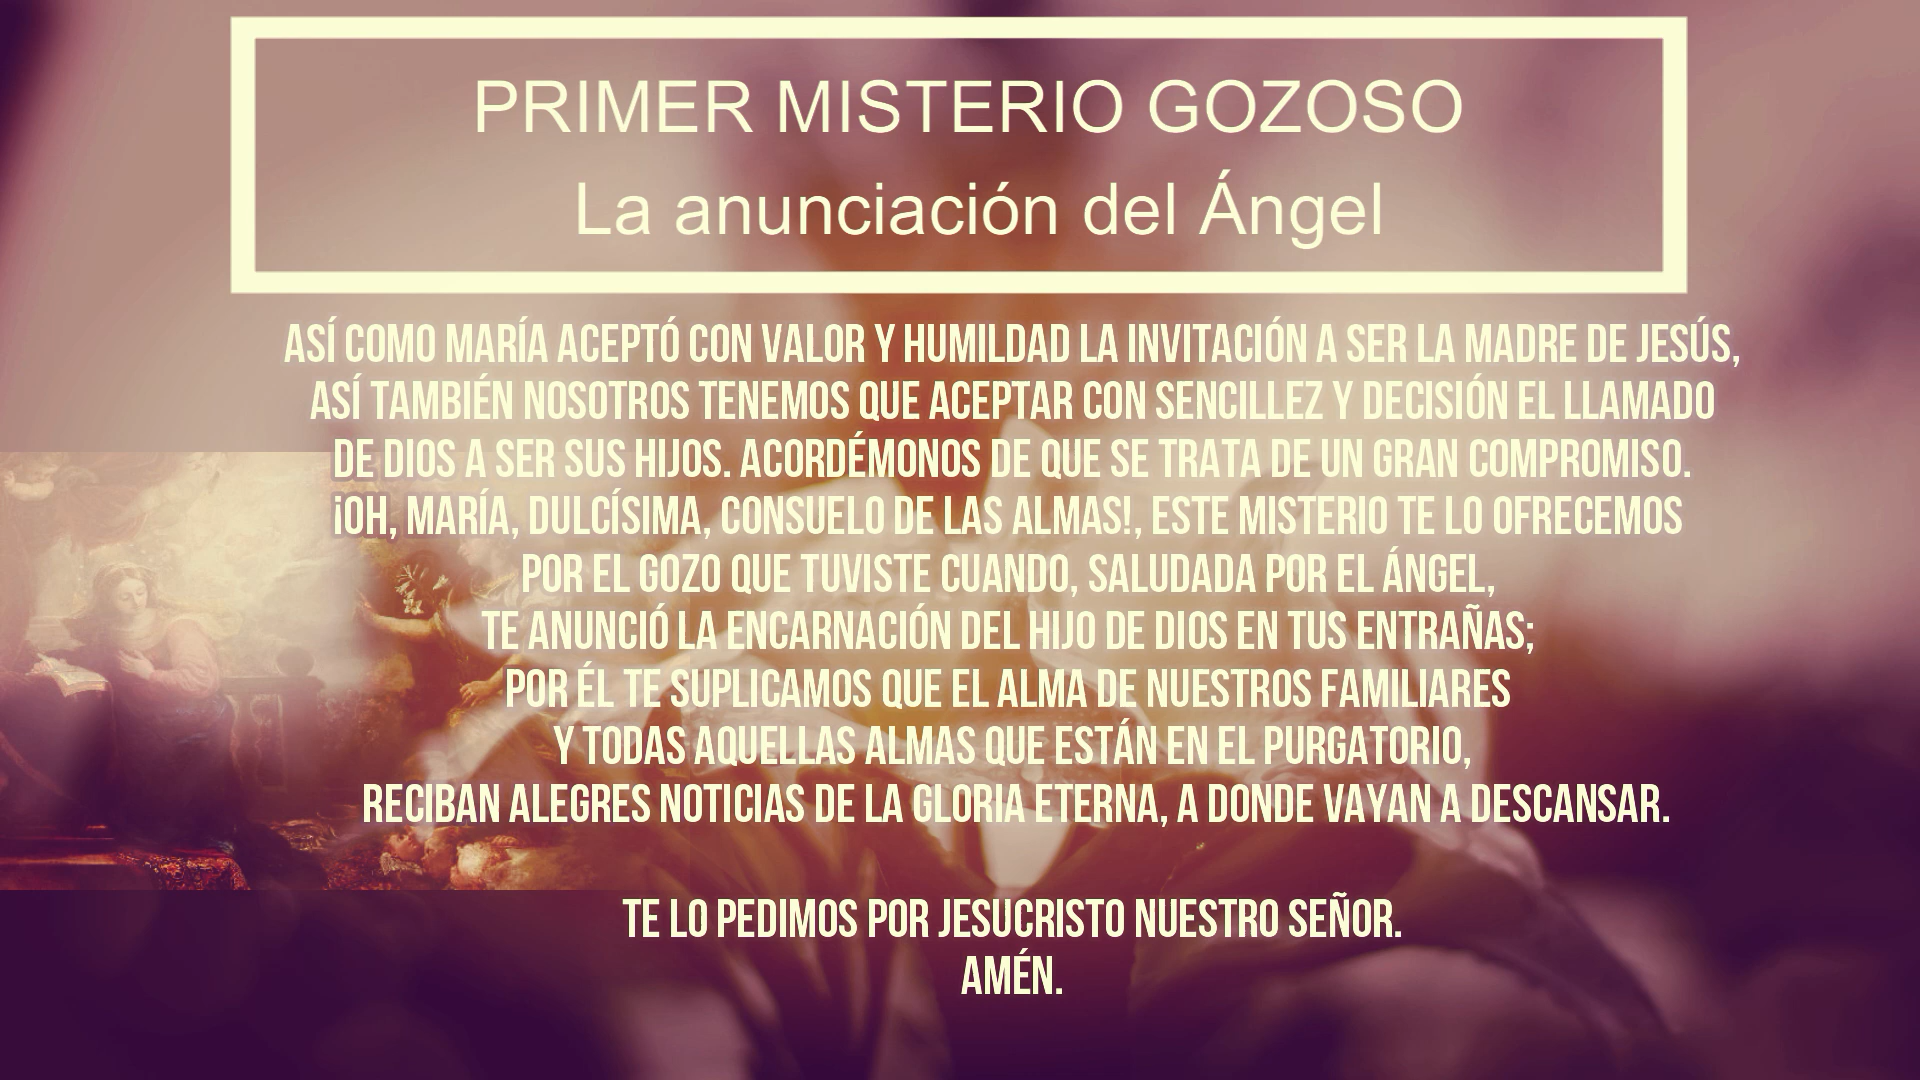 PRIMER MISTERIO GOZOSO
La anunciación del Ángel
ASÍ COMO MARÍA ACEPTÓ CON VALOR Y HUMILDAD LA INVITACIÓN A SER LA MADRE DE JESÚS,
ASÍ TAMBIÉN NOSOTROS TENEMOS QUE ACEPTAR CON SENCILLEZ Y DECISIÓN EL LLAMADO
DE DIOS A SER SUS HIJOS. ACORDÉMONOS DE QUE SE TRATA DE UN GRAN COMPROMISO.
¡OH, MARÍA, DULCÍSIMA, CONSUELO DE LAS ALMAS!, ESTE MISTERIO TE LO OFRECEMOS
POR EL GOZO QUE TUVISTE CUANDO, SALUDADA POR EL ÁNGEL,
TE ANUNCIÓ LA ENCARNACIÓN DEL HIJO DE DIOS EN TUS ENTRAÑAS;
POR ÉL TE SUPLICAMOS QUE EL ALMA DE NUESTROS FAMILIARES
Y TODAS AQUELLAS ALMAS QUE ESTÁN EN EL PURGATORIO,
RECIBAN ALEGRES NOTICIAS DE LA GLORIA ETERNA, A DONDE VAYAN A DESCANSAR.
TE LO PEDIMOS POR JESUCRISTO NUESTRO SEÑOR.
AMÉN.